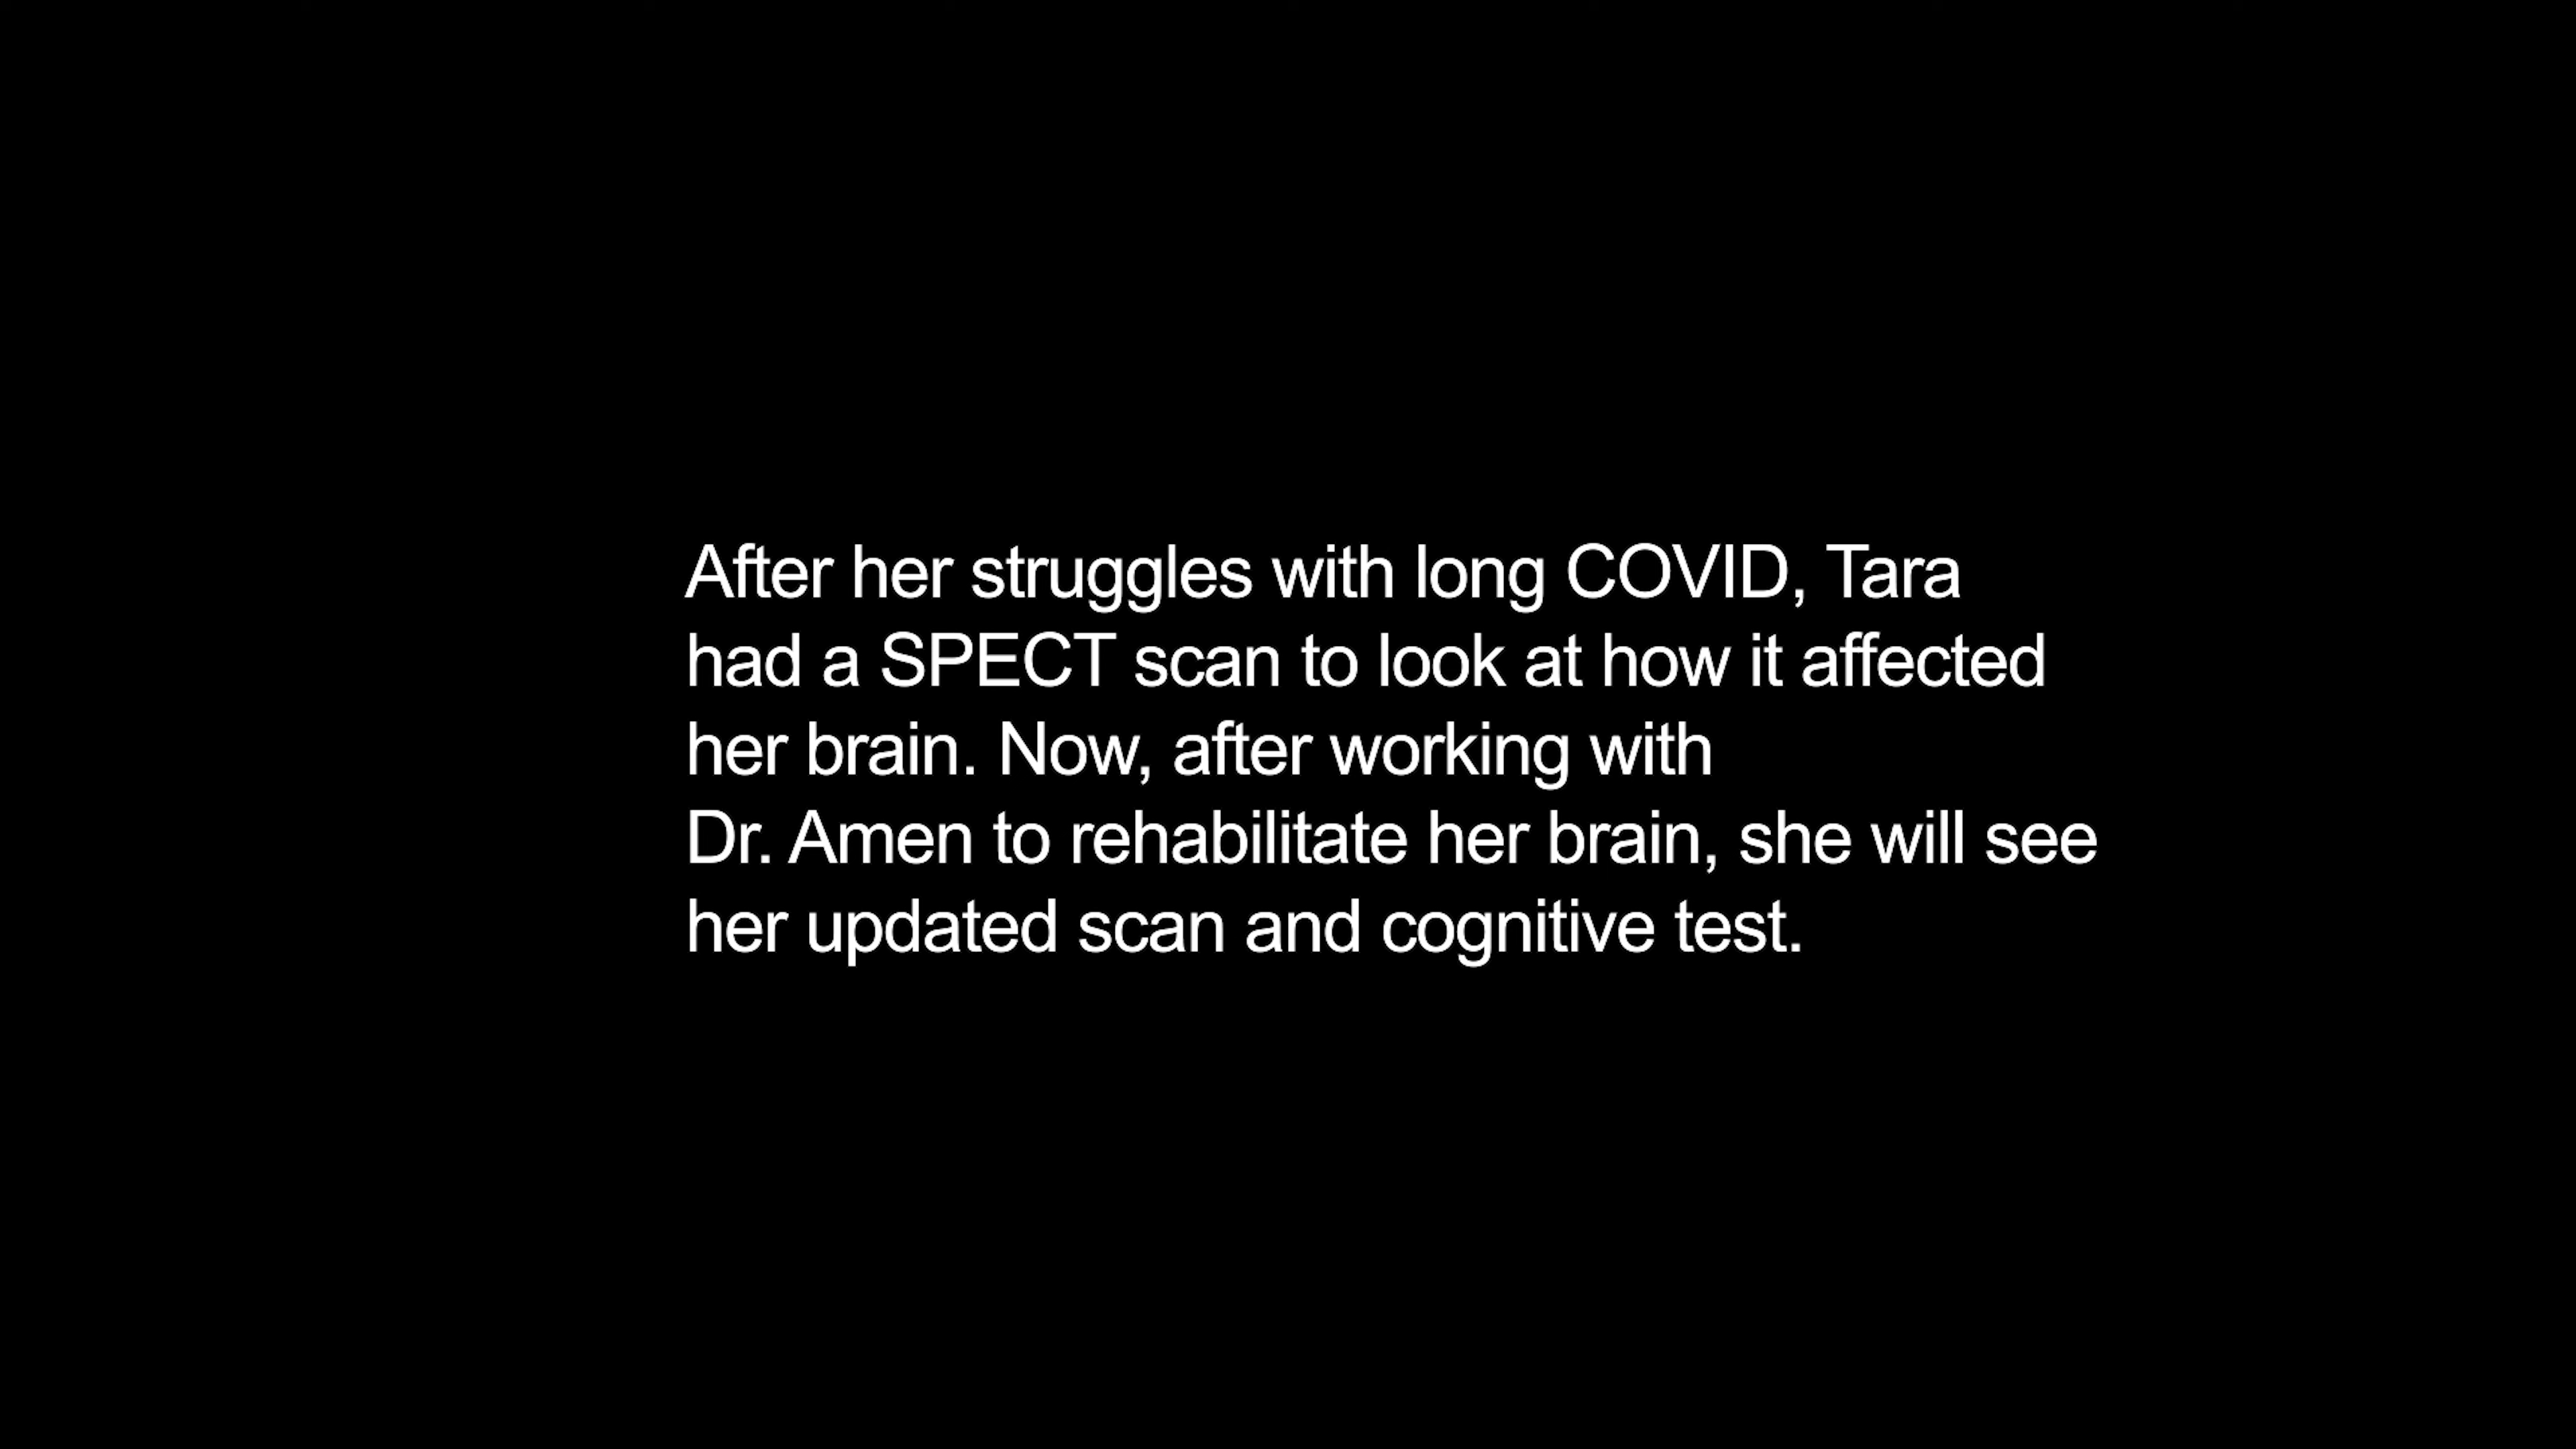 After her struggles with long COVID, Tara
had a SPECT scan to look at how it affected
her brain. Now, after working with
Dr. Amen to rehabilitate her brain, she will see
her updated scan and cognitive test.